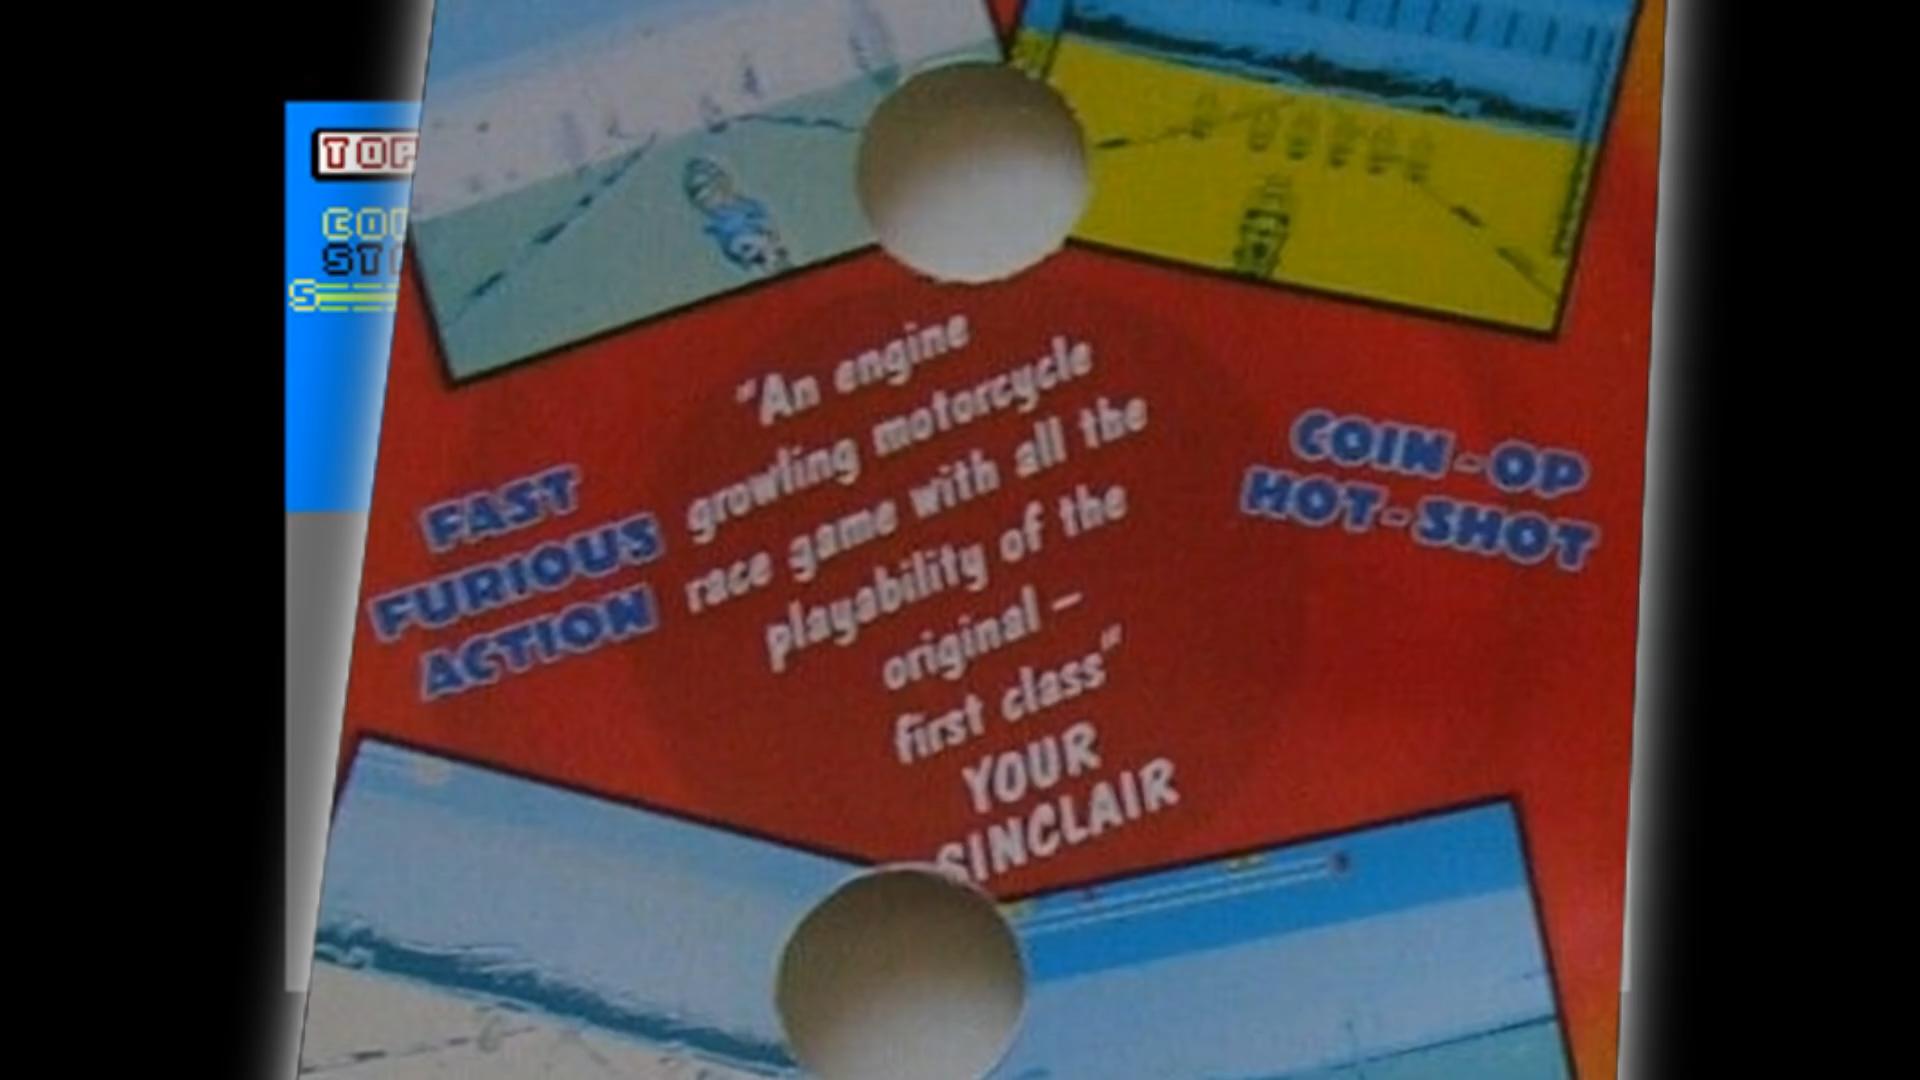 TOP
FAST
FURIOUS
ACTION
"An engine
growling motorcycle
race game with all the
playability of the
original –
first class"
YOUR
SINCLAIR
COIN-OP
HOT-SHOT